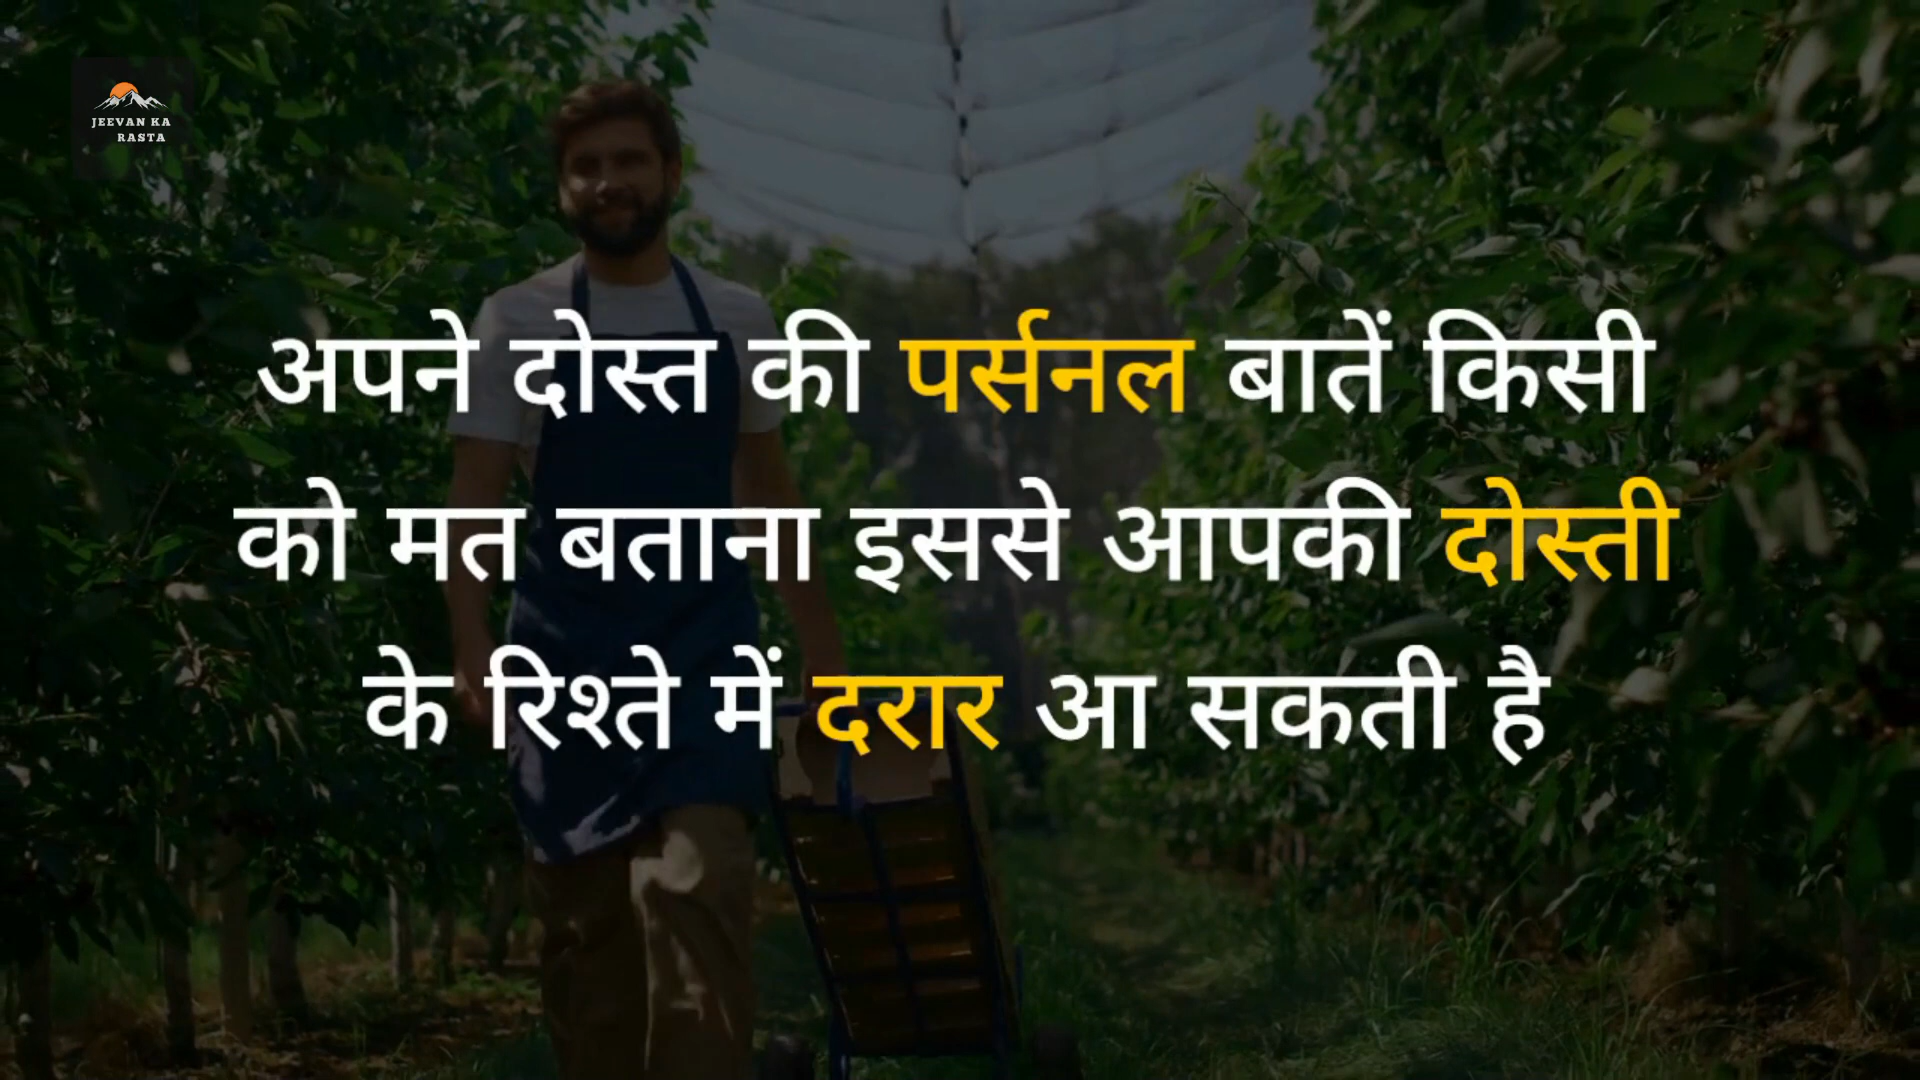 JEEVAN KA
RASTA
अपने दोस्त की पर्सनल बातें किसी
को मत बताना इससे आपकी दोस्ती
के रिश्ते में दरार आ सकती है